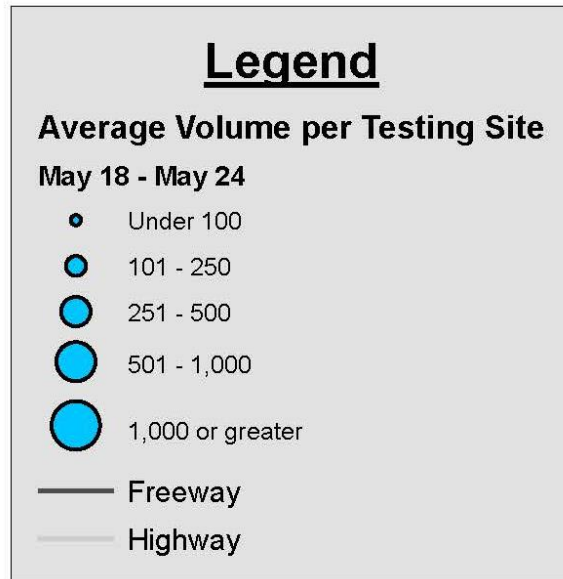 Legend
Average Volume per Testing Site
May 18 - May 24
Under 100
101 - 250
251 - 500
501 - 1,000
1,000 or greater
Freeway
Highway